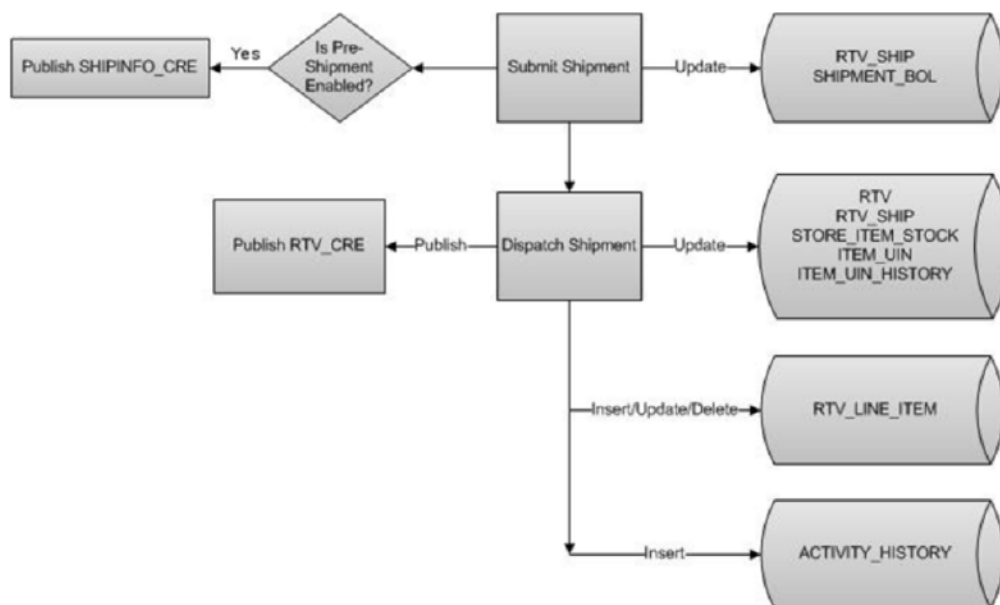 Publish SHIPINFO_CRE
Yes
Is Pre-
Shipment
Enabled?
Submit Shipment
Update
RTV_SHIP
SHIPMENT_BOL
Publish RTV_CRE
Publish
Dispatch Shipment
Update
RTV
RTV_SHIP
STORE_ITEM_STOCK
ITEM_UIN
ITEM_UIN_HISTORY
Insert/Update/Delete
RTV_LINE_ITEM
Insert
ACTIVITY_HISTORY